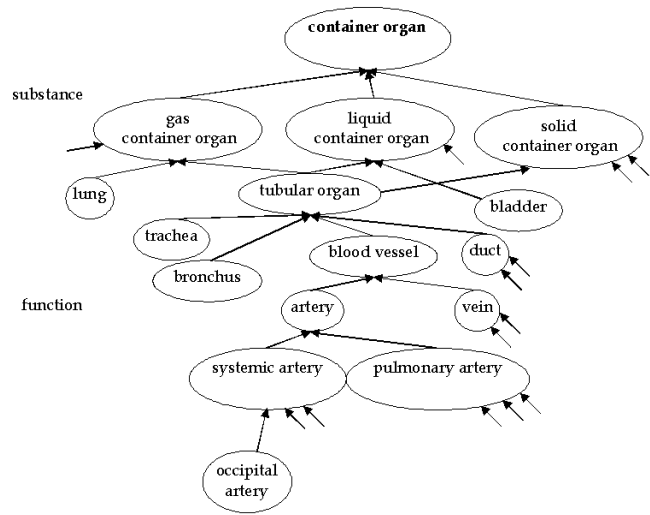 container organ
substance
gas
container organ
liquid
container organ
solid
container organ
lung
tubular organ
bladder
trachea
blood vessel
duct
bronchus
function
artery
vein
systemic artery
pulmonary artery
occipital
artery